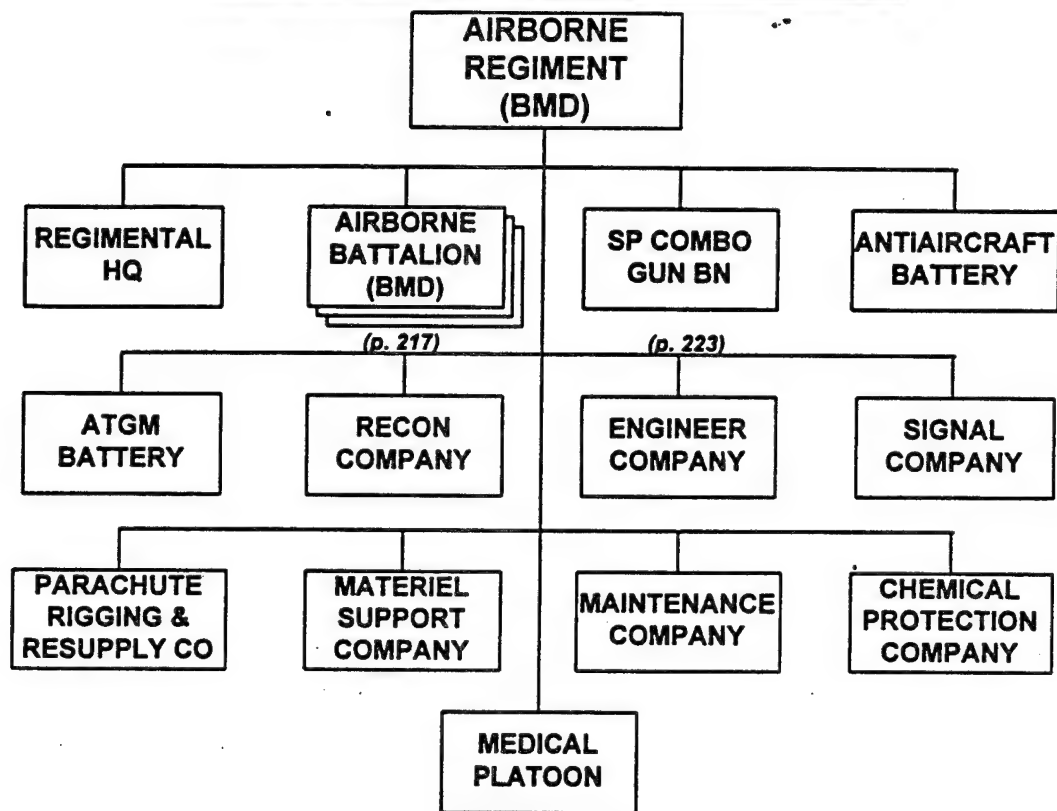 AIRBORNE
REGIMENT
(BMD)
REGIMENTAL
HQ
AIRBORNE
BATTALION
(BMD)
SP COMBO
GUN BN
ANTIAIRCRAFT
BATTERY
(p. 217)
(p. 223)
ATGM
BATTERY
RECON
COMPANY
ENGINEER
COMPANY
SIGNAL
COMPANY
PARACHUTE
RIGGING &
RESUPPLY CO
MATERIEL
SUPPORT
COMPANY
MAINTENANCE
COMPANY
CHEMICAL
PROTECTION
COMPANY
MEDICAL
PLATOON